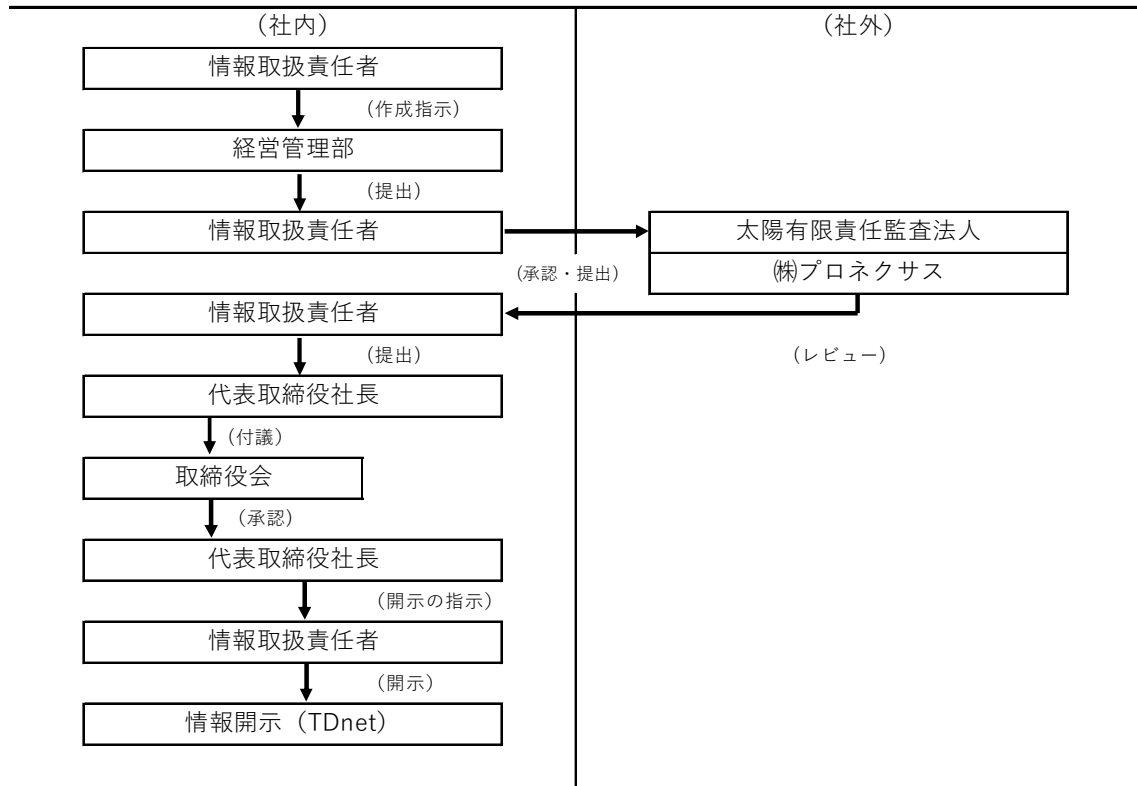 (社内)
(社外)
情報取扱責任者
(作成指示)
経営管理部
(提出)
情報取扱責任者
太陽有限責任監査法人
㈱プロネクサス
(承認・提出)
情報取扱責任者
(提出)
(レビュー)
代表取締役社長
(付議)
取締役会
(承認)
代表取締役社長
(開示の指示)
情報取扱責任者
(開示)
情報開示（TDnet）